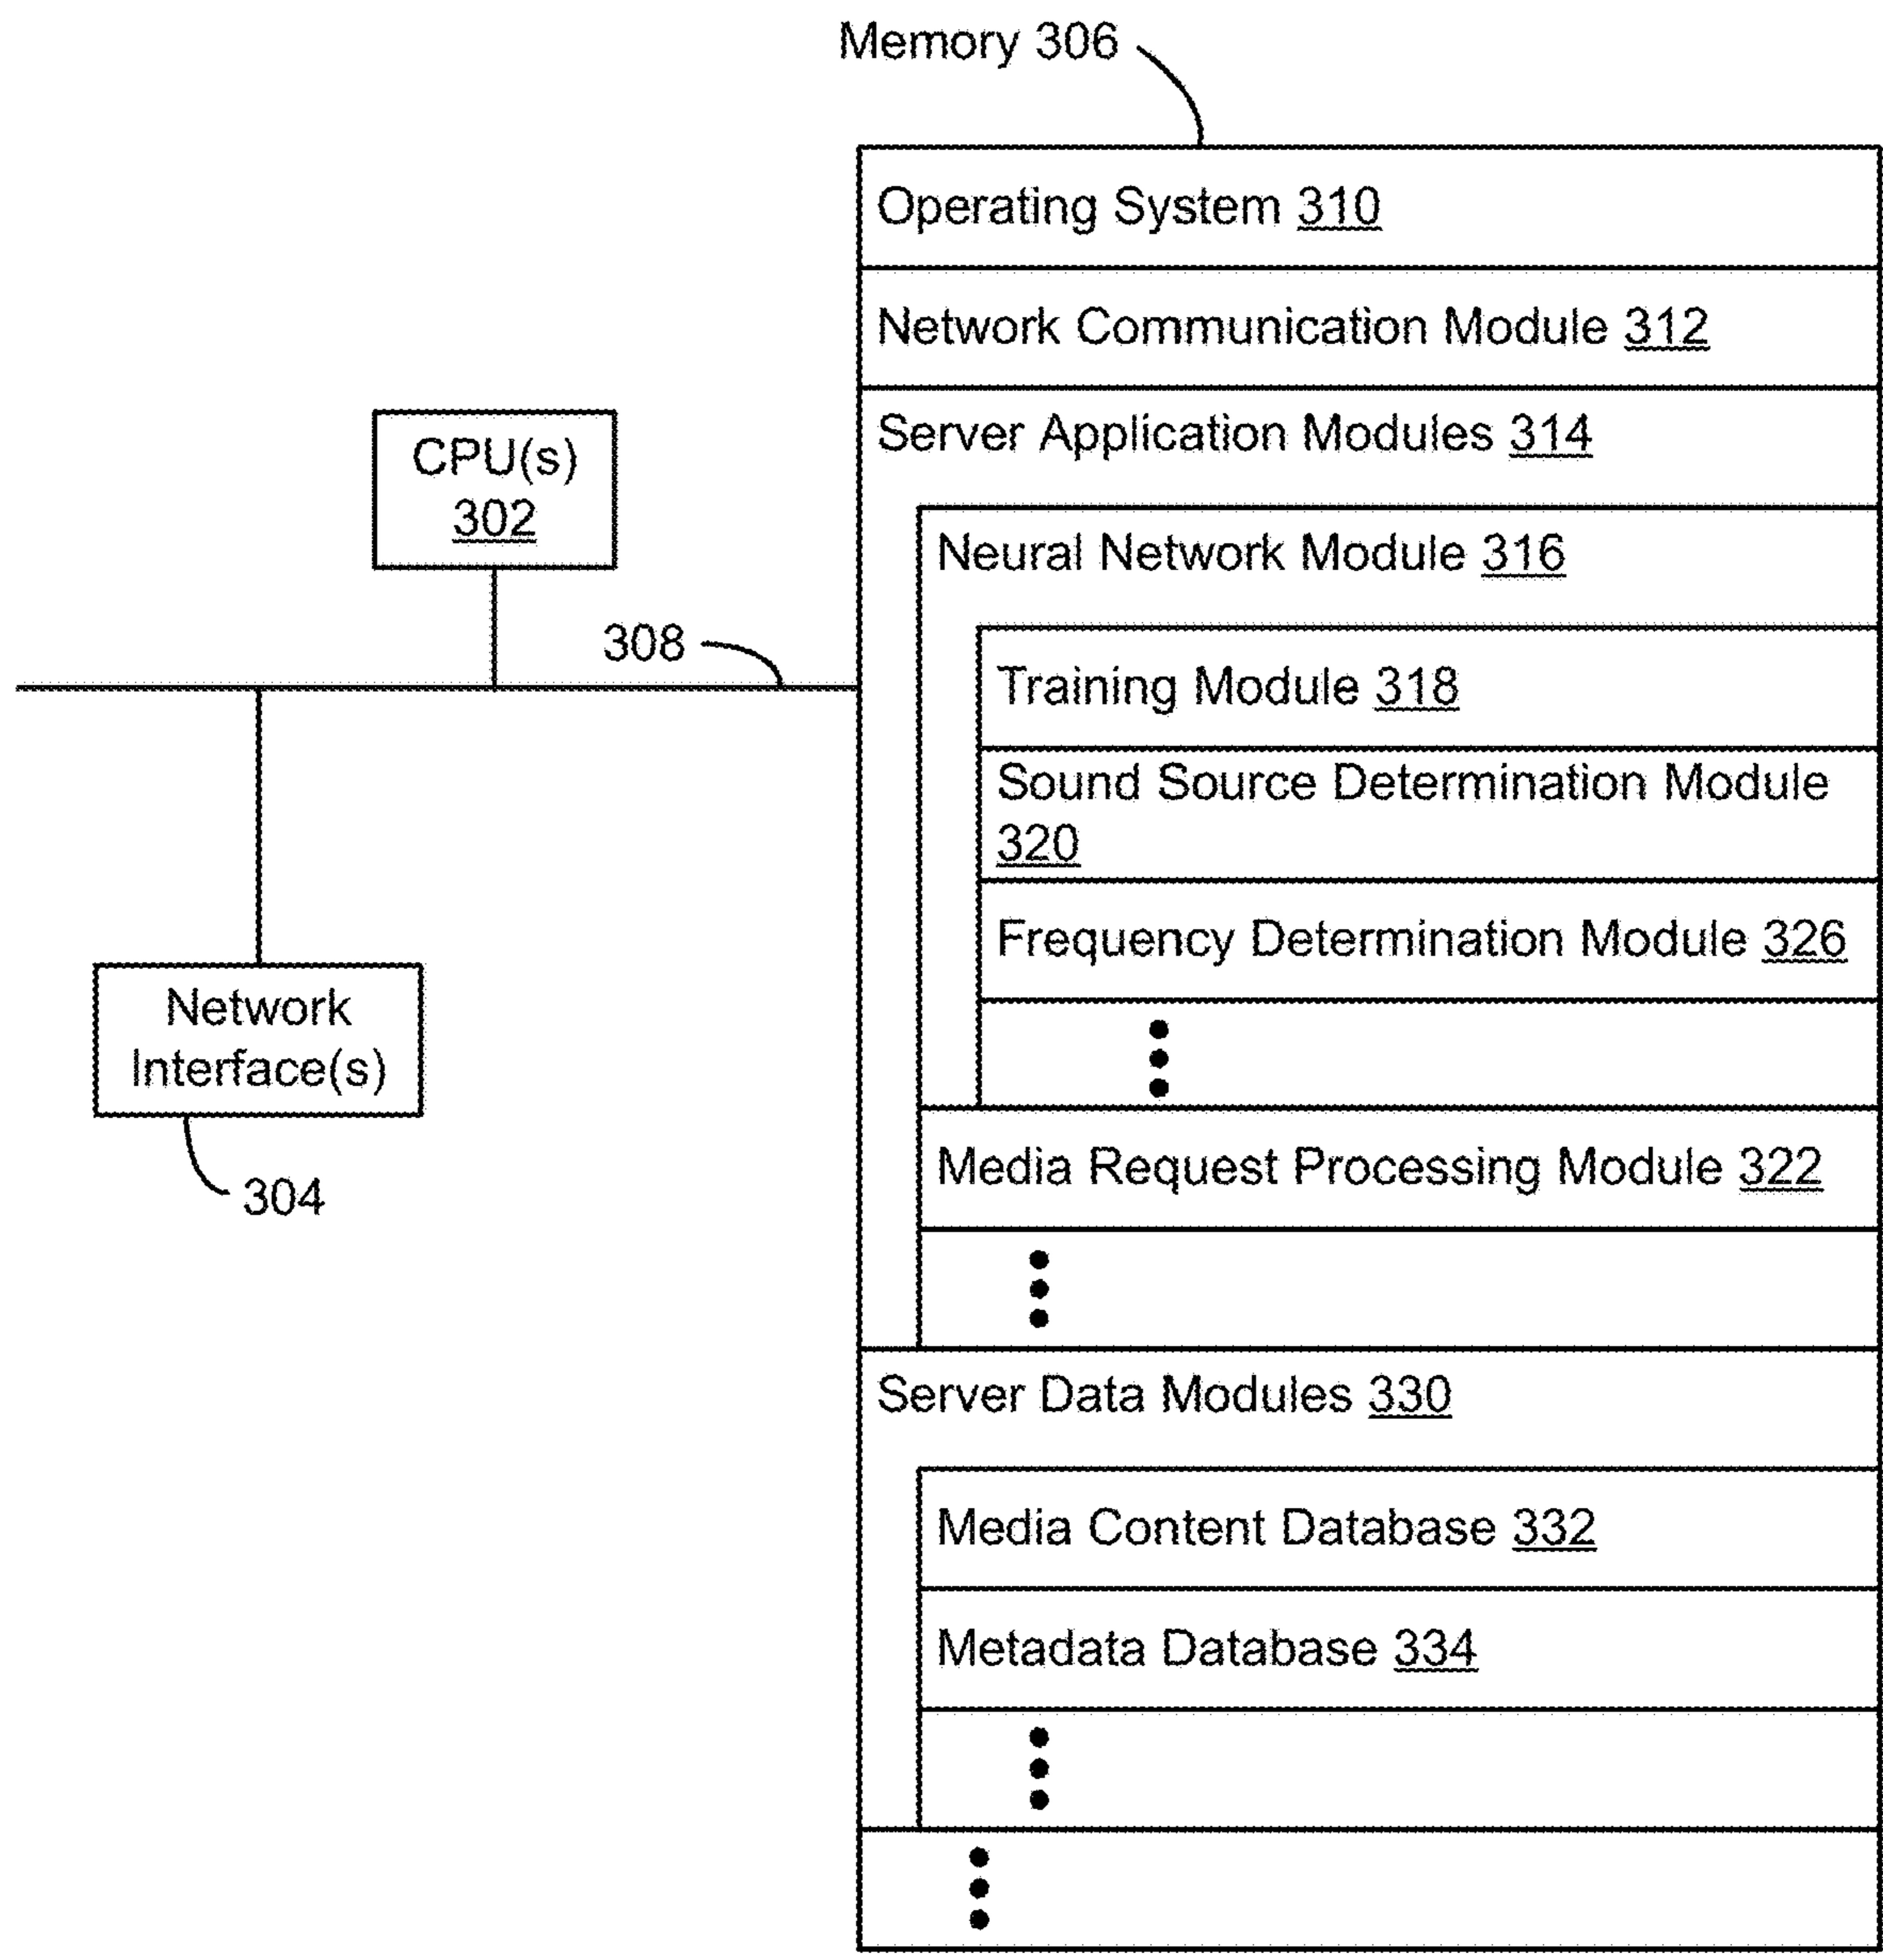 Memory 306
Operating System 310
Network Communication Module 312
Server Application Modules 314
Neural Network Module 316
Training Module 318
Sound Source Determination Module
320
Frequency Determination Module 326
Media Request Processing Module 322
Server Data Modules 330
Media Content Database 332
Metadata Database 334
CPU(s)
302
308
Network
Interface(s)
304